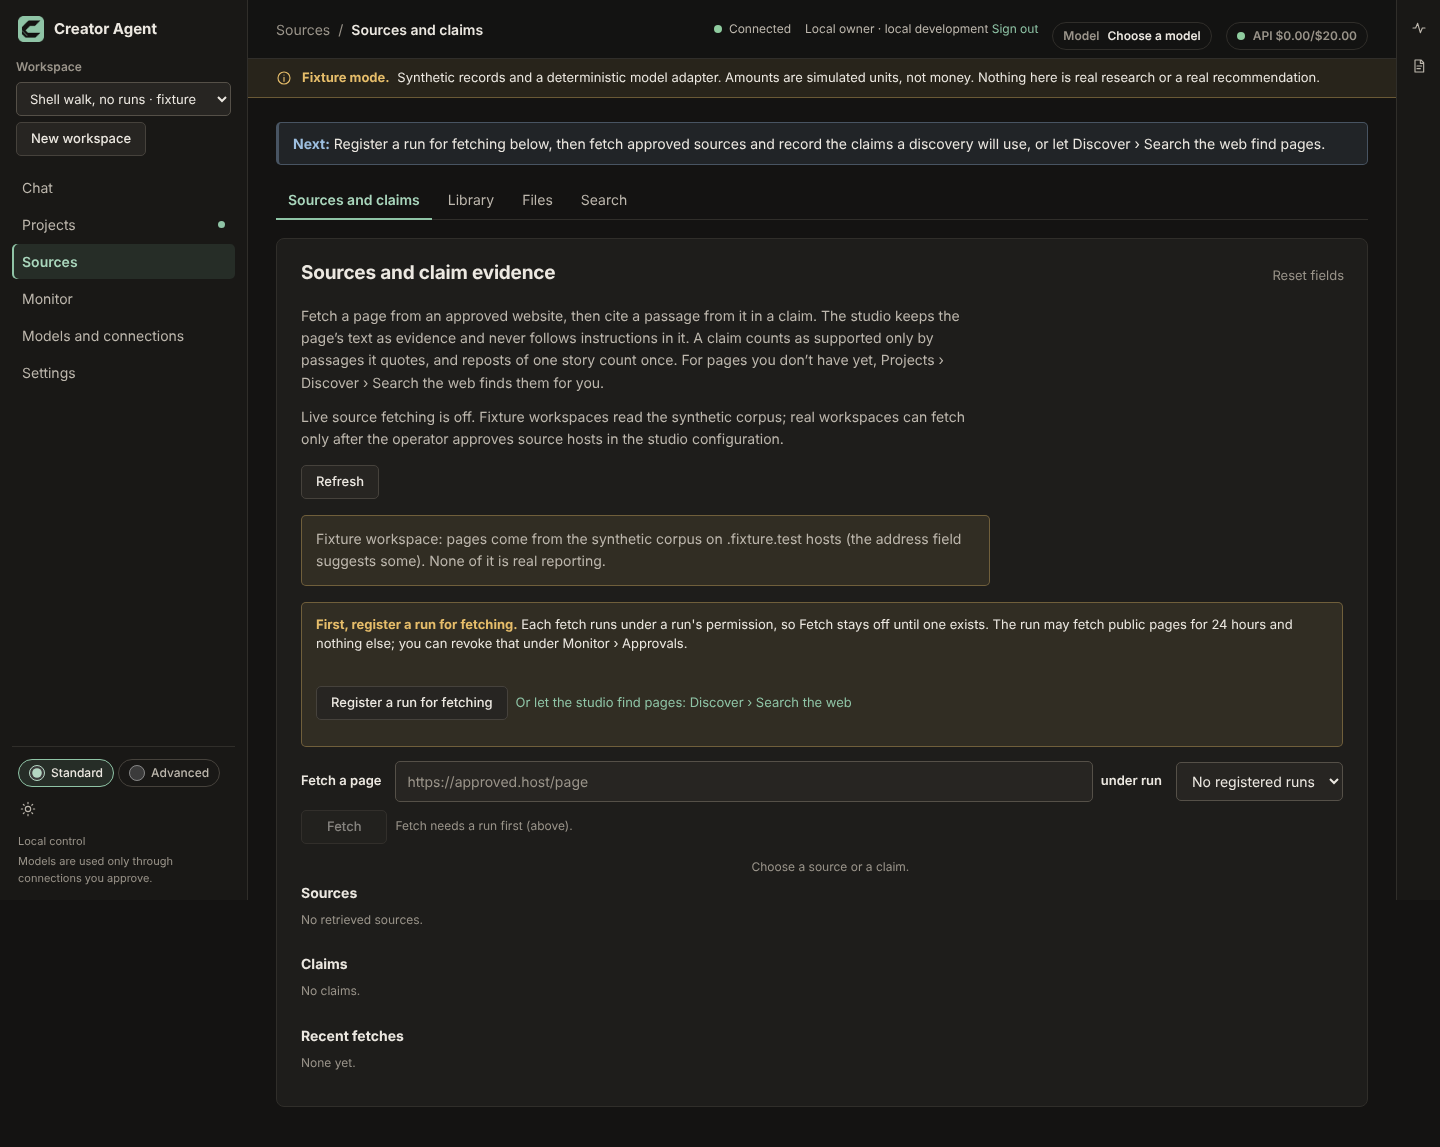 Creator Agent
Workspace
Shell walk, no runs · fixture
New workspace
Chat
Projects
Sources
Monitor
Models and connections
Settings
Standard
Advanced
Local control
Models are used only through
connections you approve.
Sources / Sources and claims
Connected
Local owner · local development Sign out
Model Choose a model
API $0.00/$20.00
Fixture mode. Synthetic records and a deterministic model adapter. Amounts are simulated units, not money. Nothing here is real research or a real recommendation.
Next: Register a run for fetching below, then fetch approved sources and record the claims a discovery will use, or let Discover › Search the web find pages.
Sources and claims
Library
Files
Search
Sources and claim evidence
Reset fields
Fetch a page from an approved website, then cite a passage from it in a claim. The studio keeps the
page’s text as evidence and never follows instructions in it. A claim counts as supported only by
passages it quotes, and reposts of one story count once. For pages you don’t have yet, Projects ›
Discover › Search the web finds them for you.
Live source fetching is off. Fixture workspaces read the synthetic corpus; real workspaces can fetch
only after the operator approves source hosts in the studio configuration.
Refresh
Fixture workspace: pages come from the synthetic corpus on .fixture.test hosts (the address field
suggests some). None of it is real reporting.
First, register a run for fetching. Each fetch runs under a run's permission, so Fetch stays off until one exists. The run may fetch public pages for 24 hours and
nothing else; you can revoke that under Monitor › Approvals.
Register a run for fetching
Or let the studio find pages: Discover › Search the web
Fetch a page
https://approved.host/page
under run
No registered runs
Fetch
Fetch needs a run first (above).
Choose a source or a claim.
Sources
No retrieved sources.
Claims
No claims.
Recent fetches
None yet.